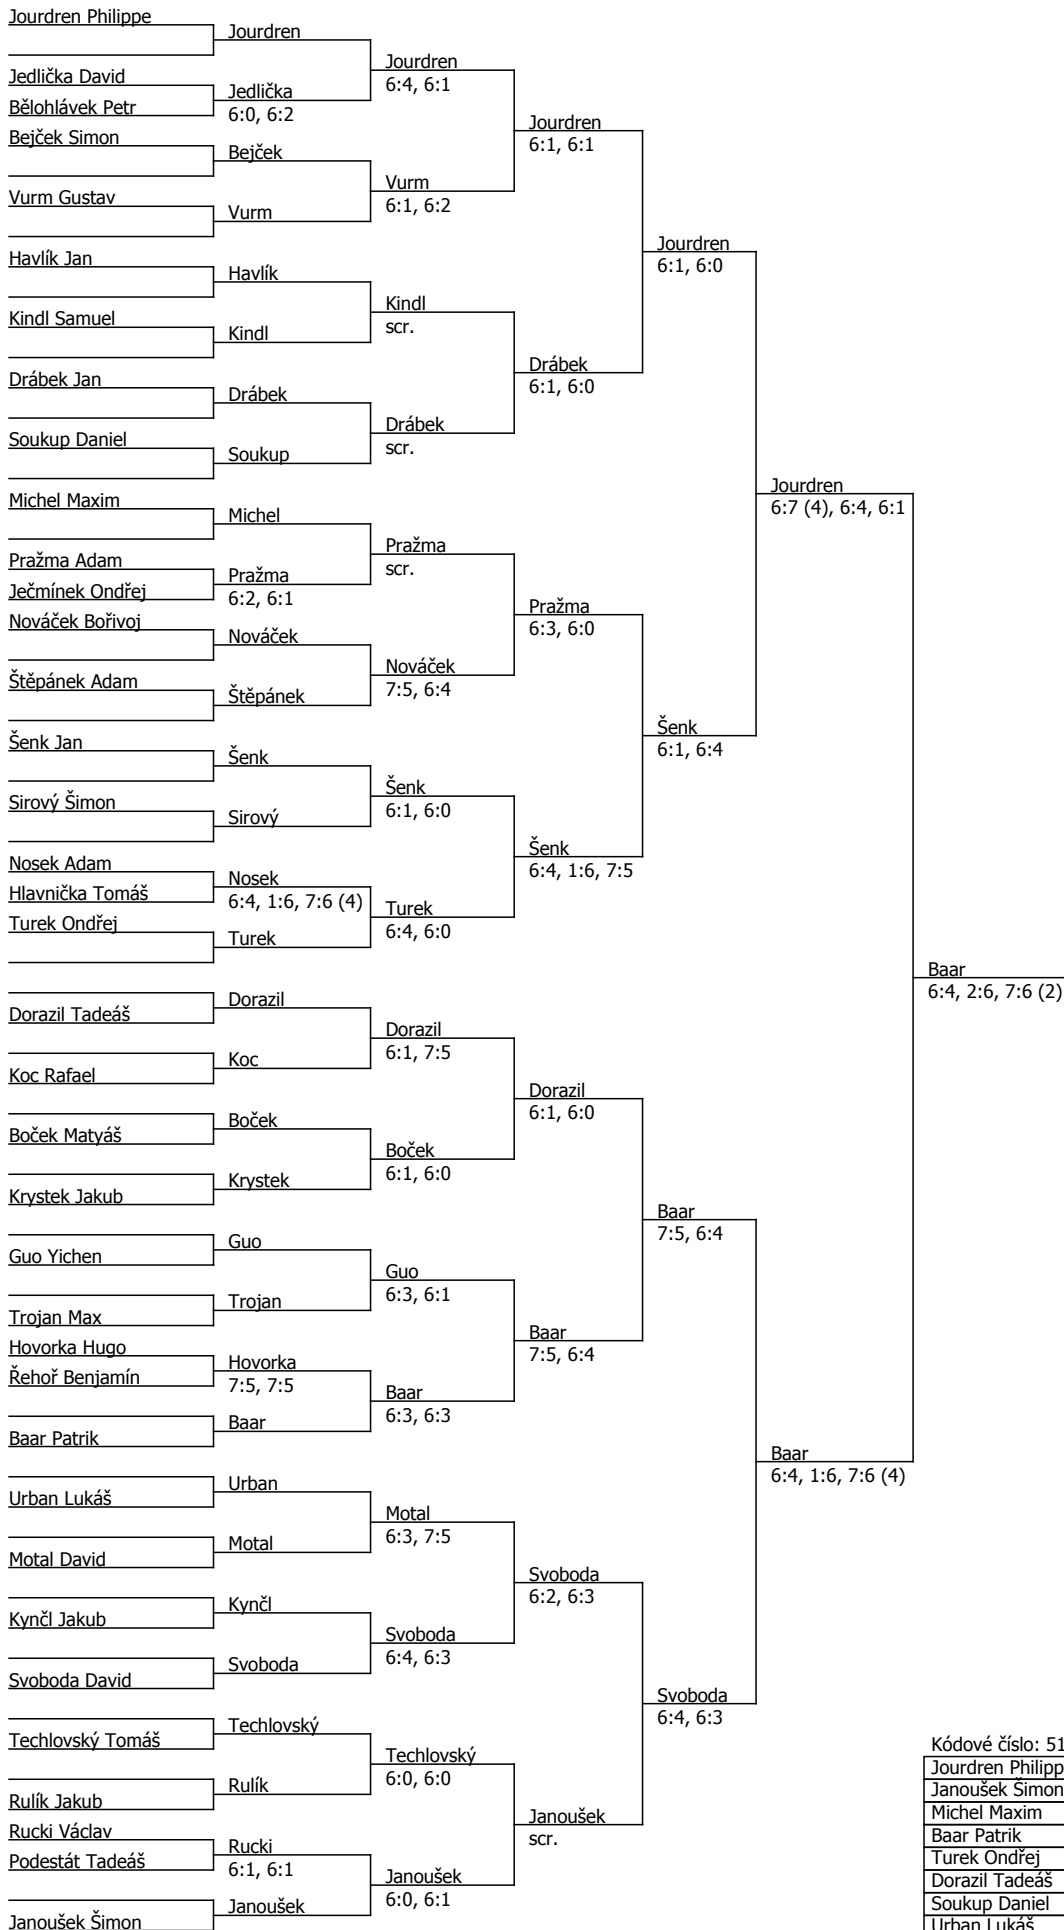 Jourdren Philippe
Jourdren
Jourdren
6:4, 6:1
Jedlička David
Jedlička
Bělohlávek Petr
6:0, 6:2
Jourdren
6:1, 6:1
Bejček Simon
Bejček
Vurm
6:1, 6:2
Vurm Gustav
Vurm
Jourdren
6:1, 6:0
Havlík Jan
Havlík
Kindl
scr.
Kindl Samuel
Kindl
Drábek
6:1, 6:0
Drábek Jan
Drábek
Drábek
scr.
Soukup Daniel
Soukup
Jourdren
6:7 (4), 6:4, 6:1
Michel Maxim
Michel
Pražma
scr.
Pražma Adam
Pražma
Ječmínek Ondřej
6:2, 6:1
Pražma
6:3, 6:0
Nováček Bořivoj
Nováček
Nováček
7:5, 6:4
Štěpánek Adam
Štěpánek
Šenk
6:1, 6:4
Šenk Jan
Šenk
Šenk
6:1, 6:0
Sirový Šimon
Sirový
Šenk
6:4, 1:6, 7:5
Nosek Adam
Nosek
Hlavnička Tomáš
6:4, 1:6, 7:6 (4)
Turek
6:4, 6:0
Turek Ondřej
Turek
Baar
6:4, 2:6, 7:6 (2)
Dorazil
Dorazil Tadeáš
Dorazil
6:1, 7:5
Koc
Koc Rafael
Dorazil
6:1, 6:0
Boček
Boček Matyáš
Boček
6:1, 6:0
Krystek
Krystek Jakub
Baar
7:5, 6:4
Guo
Guo Yichen
Guo
6:3, 6:1
Trojan
Trojan Max
Baar
7:5, 6:4
Hovorka Hugo
Hovorka
Řehoř Benjamín
7:5, 7:5
Baar
6:3, 6:3
Baar
Baar Patrik
Baar
6:4, 1:6, 7:6 (4)
Urban
Urban Lukáš
Motal
6:3, 7:5
Motal
Motal David
Svoboda
6:2, 6:3
Kynčl
Kynčl Jakub
Svoboda
6:4, 6:3
Svoboda
Svoboda David
Svoboda
6:4, 6:3
Techlovský
Techlovský Tomáš
Techlovský
6:0, 6:0
Rulík
Rulík Jakub
Janoušek
scr.
Rucki Václav
Rucki
Podestát Tadeáš
6:1, 6:1
Janoušek
6:0, 6:1
Janoušek
Janoušek Šimon
Kódové číslo: 51
Jourdren Philipp
Janoušek Šimon
Michel Maxim
Baar Patrik
Turek Ondřej
Dorazil Tadeáš
Soukup Daniel
Urban Lukáš